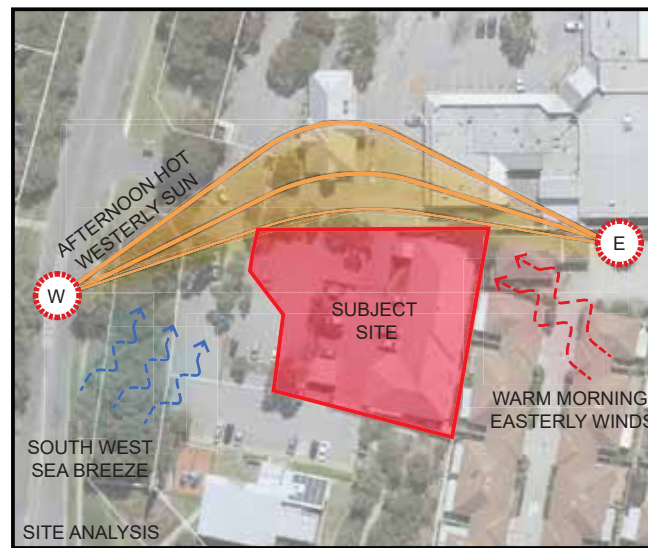 AFTERNOON HOT
WESTERLY SUN
W
E
SUBJECT
SITE
WARM MORNING
EASTERLY WINDS
SOUTH WEST
SEA BREEZE
SITE ANALYSIS